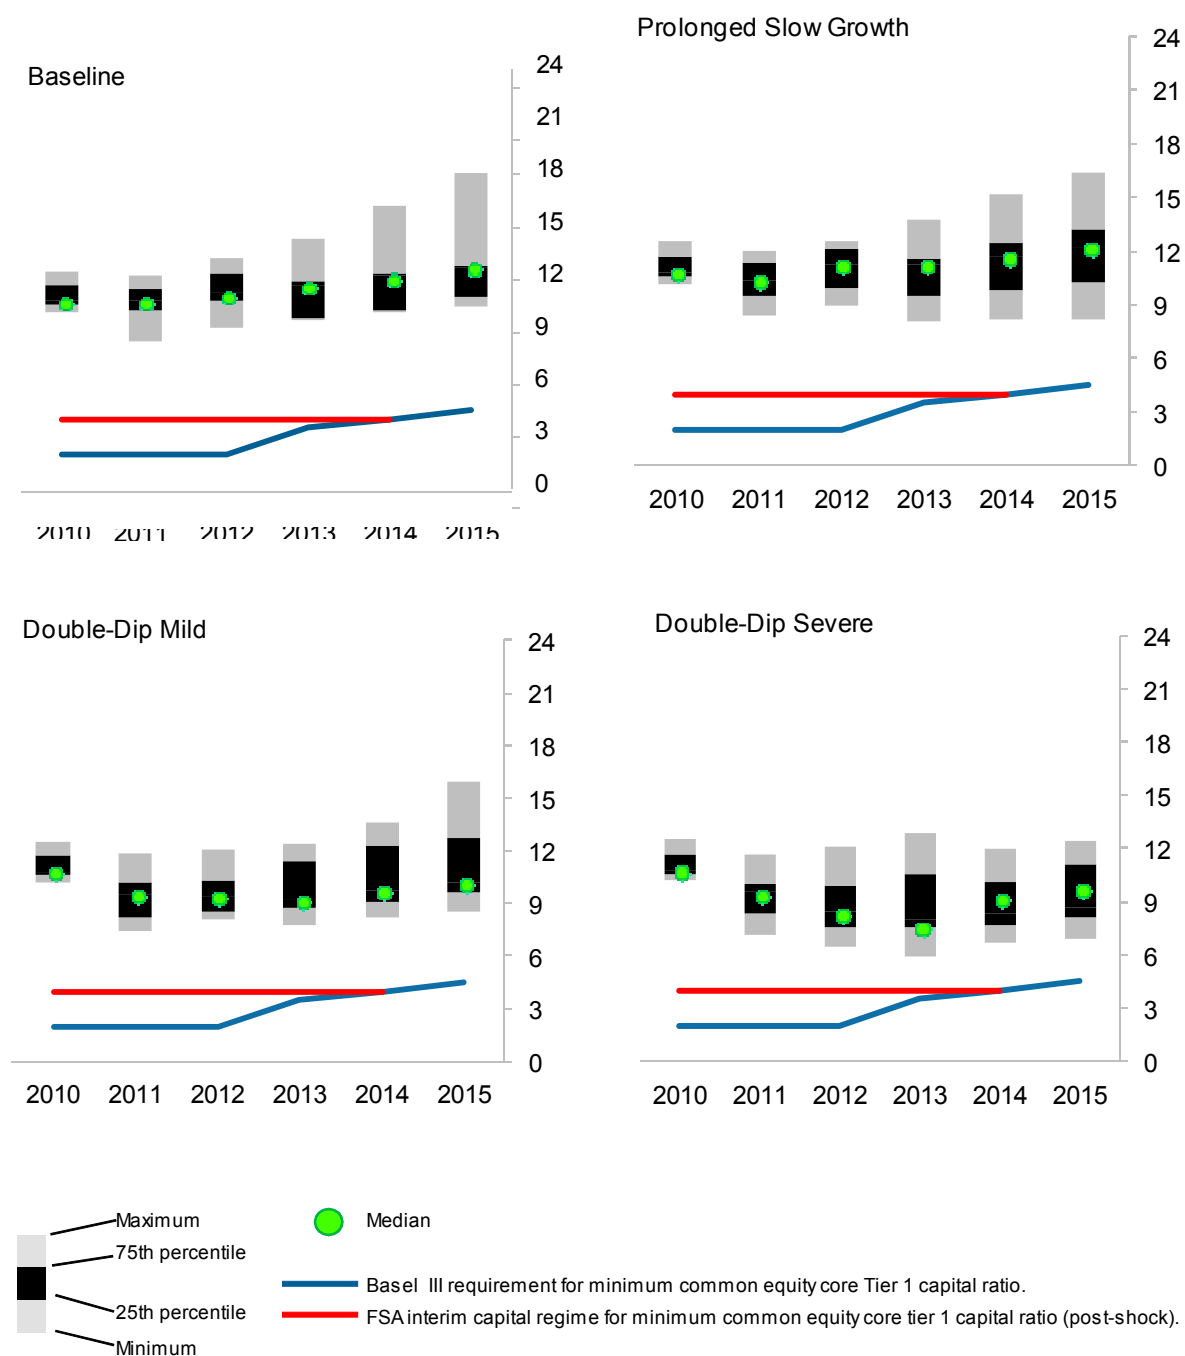 Prolonged Slow Growth
24
21
18
15
12
9
6
3
0
2010 2011 2012 2013 2014 2015
Baseline
24
21
18
15
12
9
6
3
0
2010 2011 2012 2013 2014 2015
Double-Dip Mild
24
21
18
15
12
9
6
3
0
2010 2011 2012 2013 2014 2015
Double-Dip Severe
24
21
18
15
12
9
6
3
0
2010 2011 2012 2013 2014 2015
Maximum
75th percentile
25th percentile
Minimum
Median
Basel III requirement for minimum common equity core Tier 1 capital ratio.
FSA interim capital regime for minimum common equity core tier 1 capital ratio (post-shock).